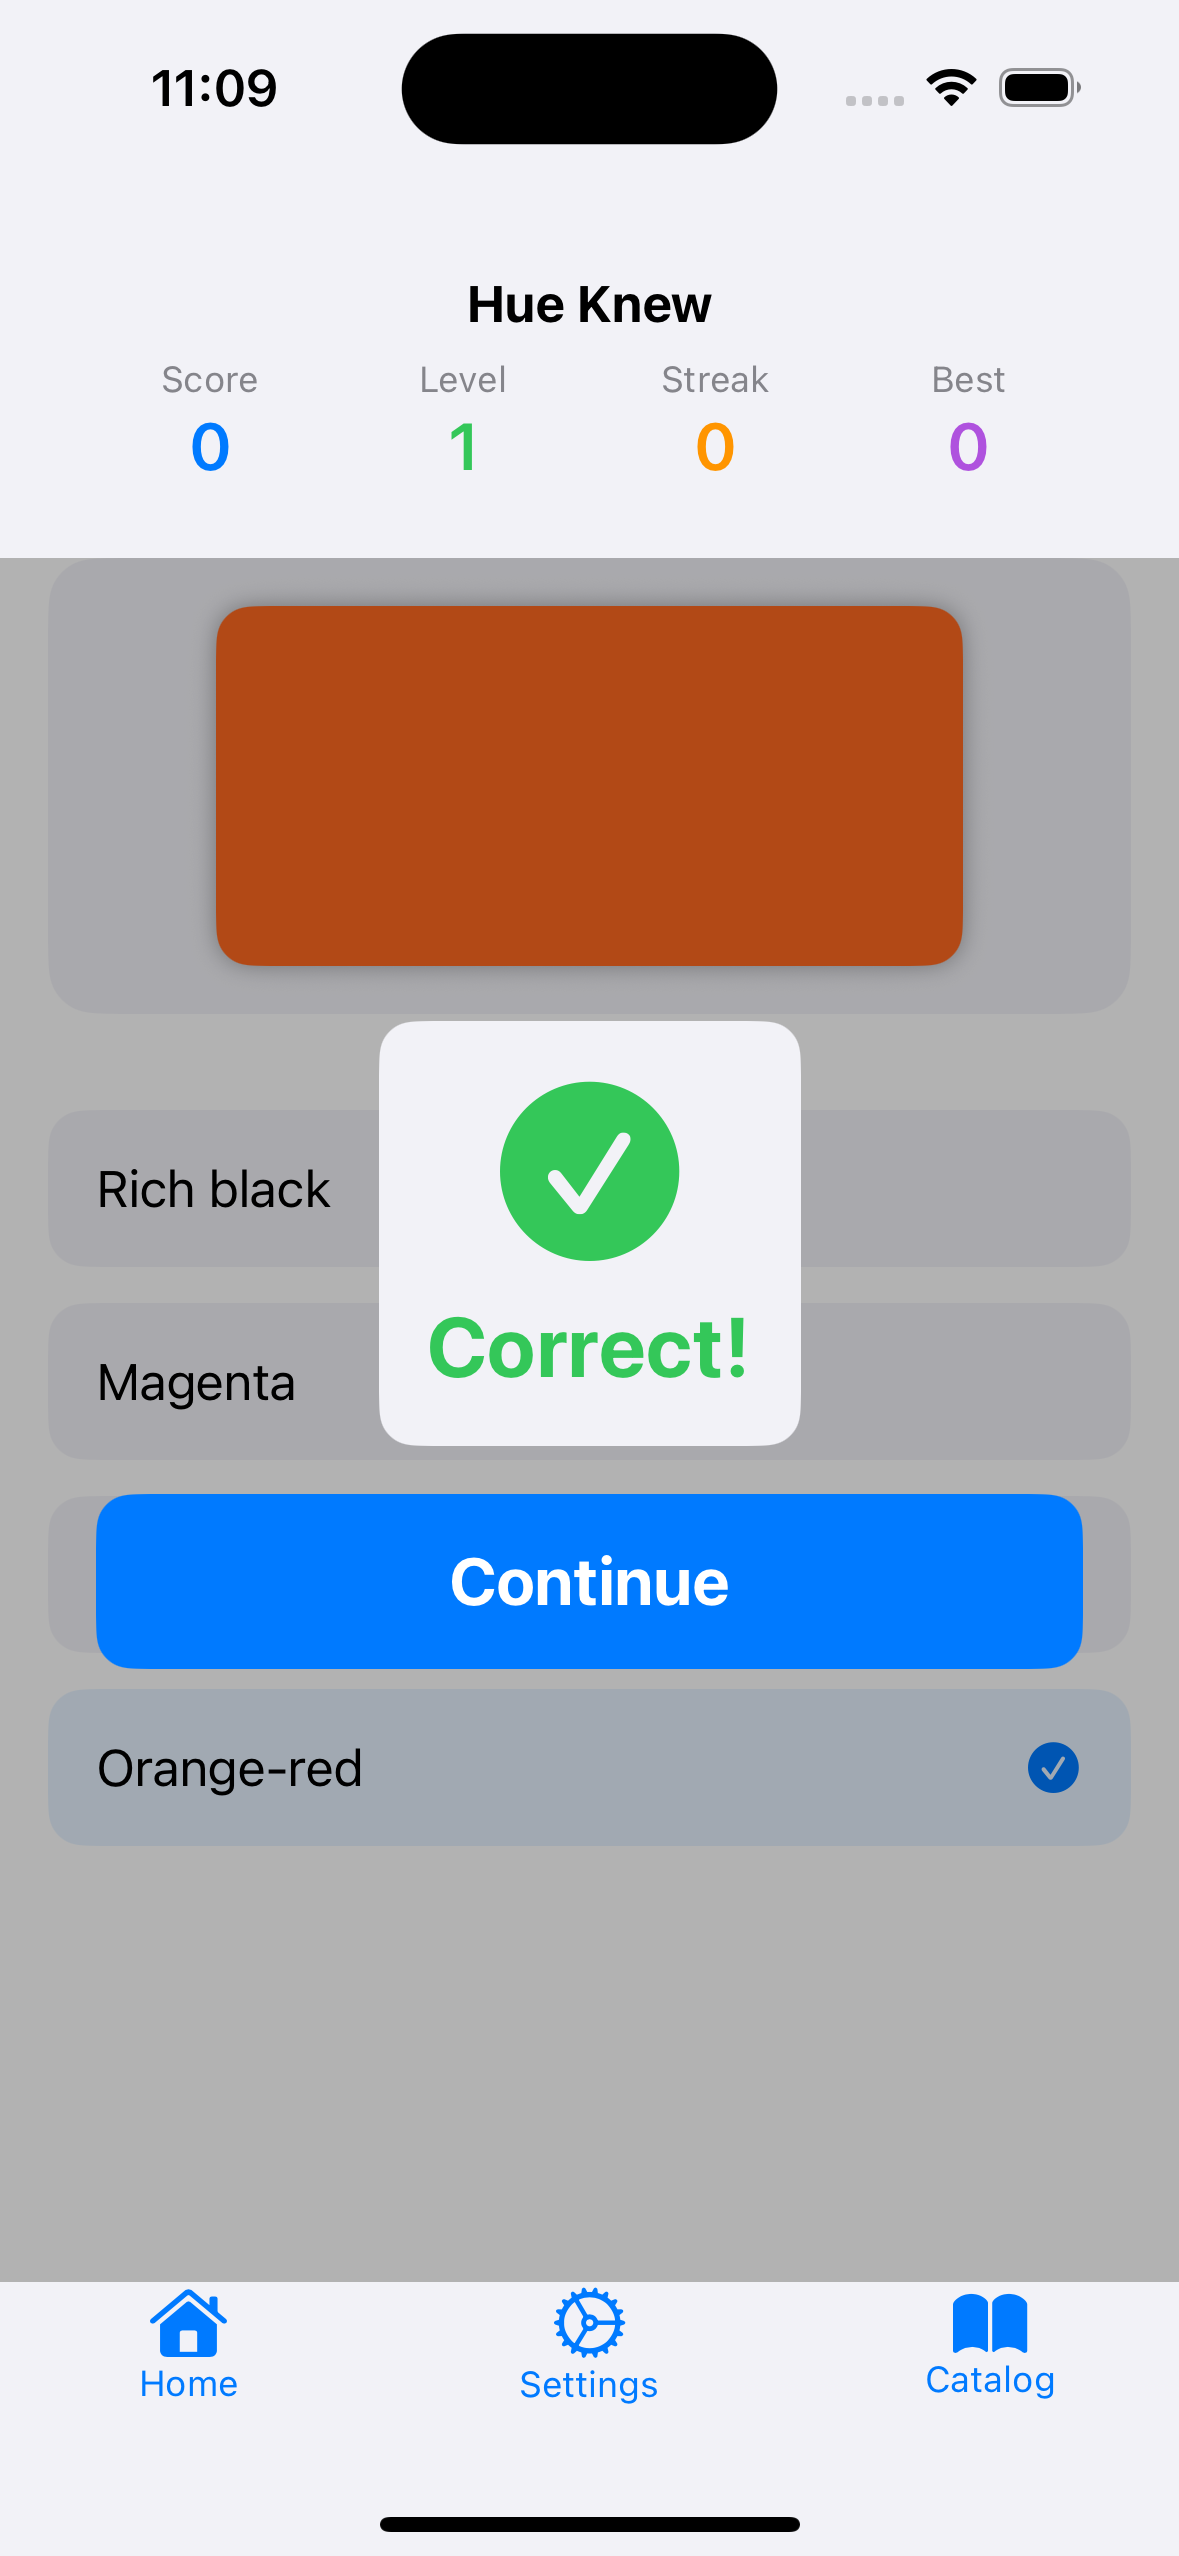 11:09
Hue Knew
Score Level Streak Best
0 1 0 0
Rich black
Correct!
Magenta
Continue
Orange-red
Home Settings Catalog